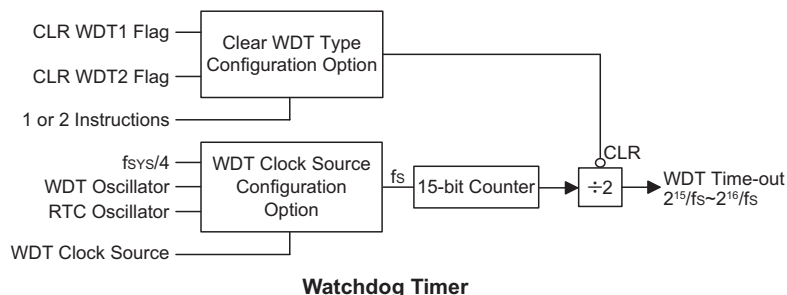 CLR WDT1 Flag
CLR WDT2 Flag
1 or 2 Instructions
Clear WDT Type
Configuration Option
fSYS/4
WDT Oscillator
RTC Oscillator
WDT Clock Source
WDT Clock Source
Configuration
Option
fS
15-bit Counter
CLR
÷2
WDT Time-out
2¹⁵/fS~2¹⁶/fS
Watchdog Timer